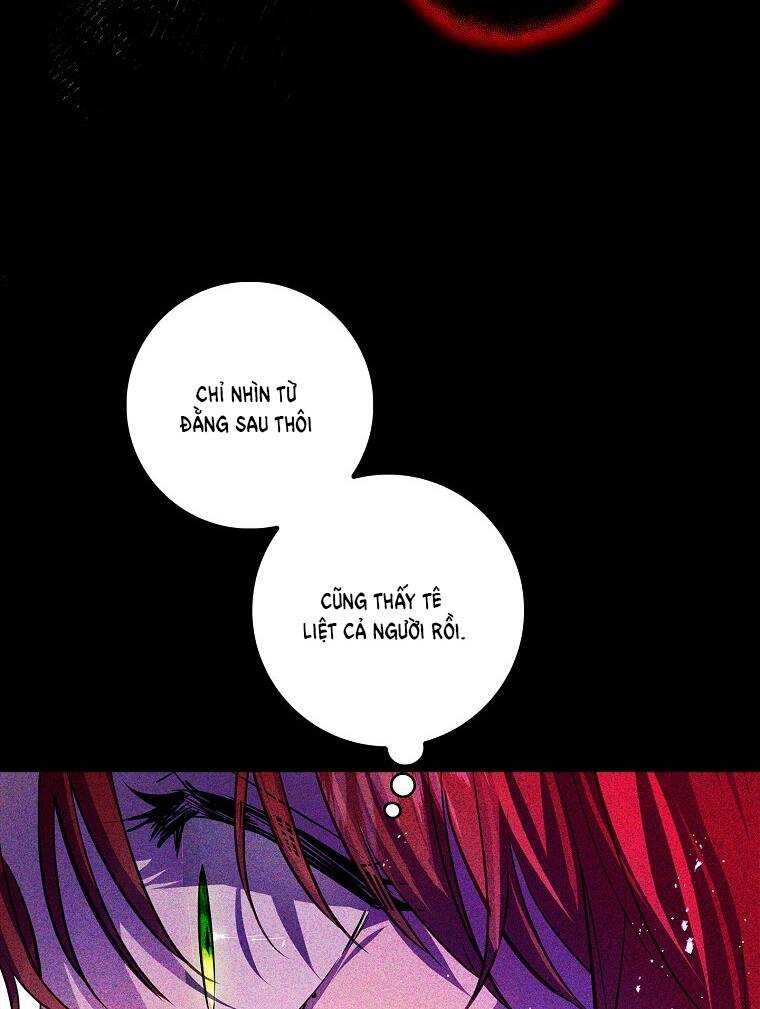 CHỈ NHÌN TỪ
ĐẰNG SAU THÔI
CŨNG THẤY TÊ
LIỆT CẢ NGƯỜI RỒI.